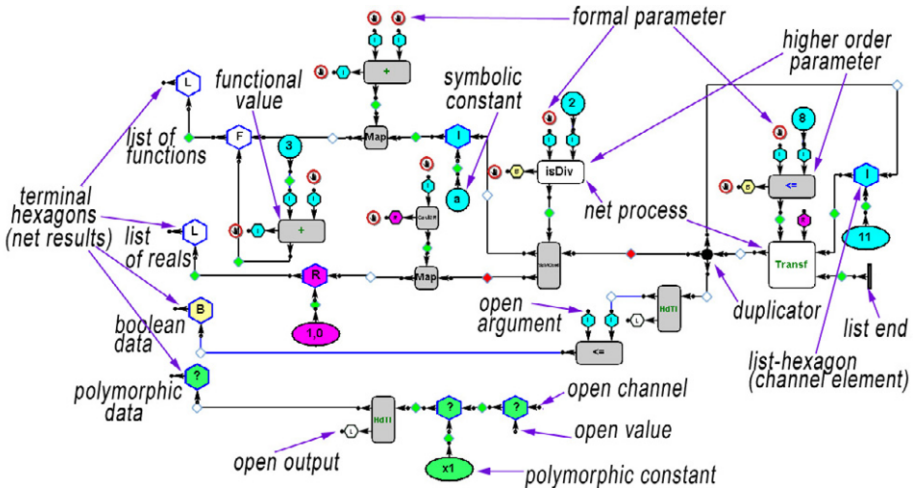 formal parameter
higher order
parameter
functional
value
symbolic
constant
L
list of
functions
F
3
+
+
Map
I
a
2
isDiv
8
<=
I
11
terminal
hexagons
(net results)
L
list
of reals
net process
Transf
R
1,0
Map
open
argument
HdTl
duplicator
list end
B
boolean
data
<=
list-hexagon
(channel element)
?
polymorphic
data
HdTl
L
?
?
open channel
open value
open output
x1
polymorphic constant